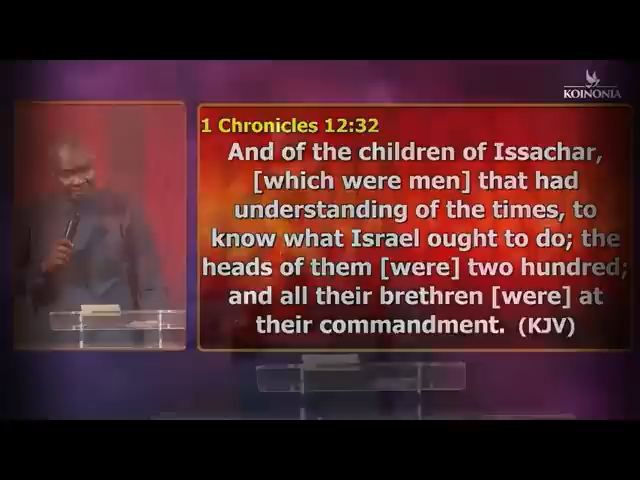 KOINONIA
1 Chronicles 12:32
And of the children of Issachar,
[which were men] that had
understanding of the times, to
know what Israel ought to do; the
heads of them [were] two hundred;
and all their brethren [were] at
their commandment. (KJV)